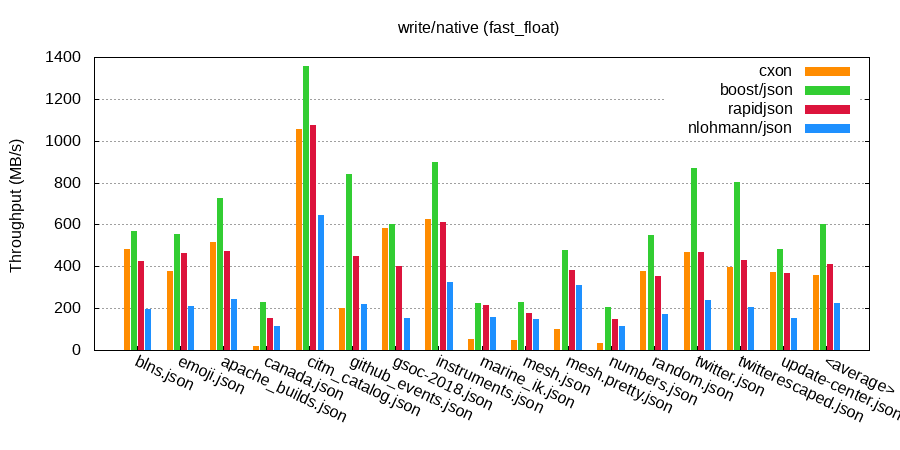 write/native (fast_float)
Throughput (MB/s)
1400
1200
1000
800
600
400
200
0
cxon
boost/json
rapidjson
nlohmann/json
blns.json
emoji.json
apache_builds.json
canada.json
citm_catalog.json
github_events.json
gsoc-2018.json
instruments.json
marine_ik.json
mesh.json
mesh.pretty.json
numbers.json
random.json
twitter.json
twitterescaped.json
update-center.json
<average>